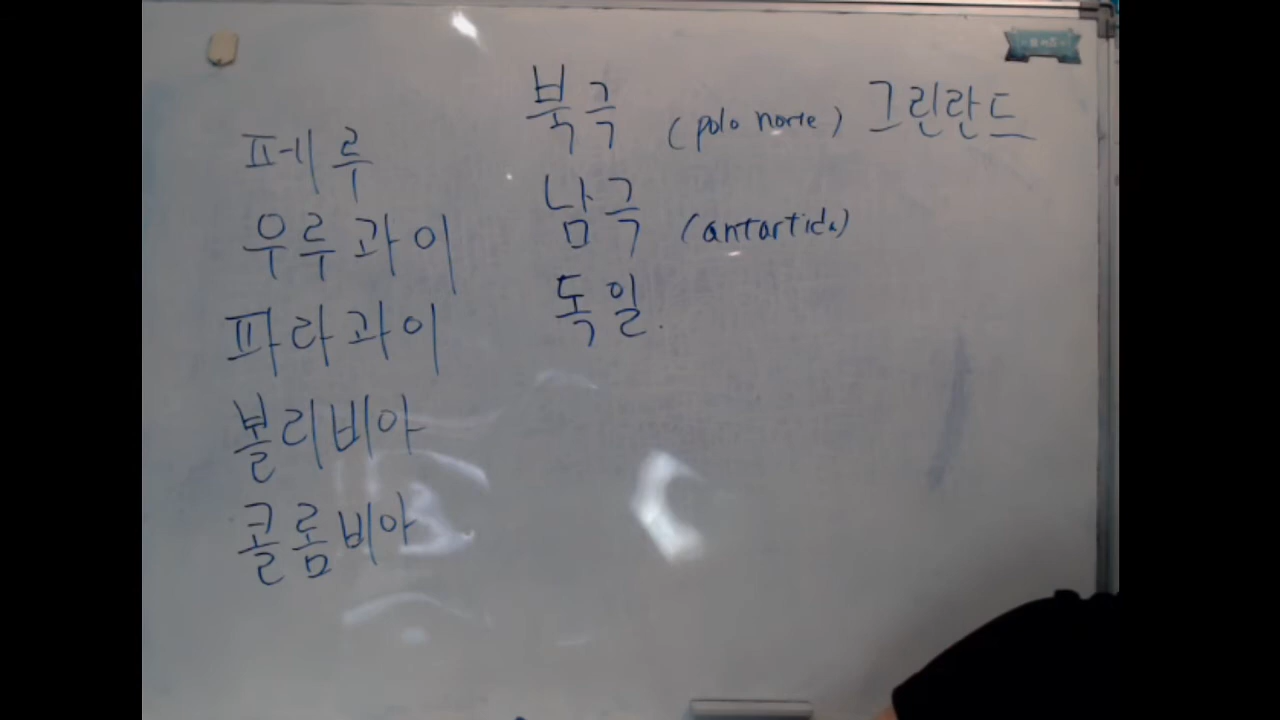 페루
우루과이
파라과이
볼리비아
콜롬비아
북극 (polo norte) 그린란드
남극 (antartida)
독일.